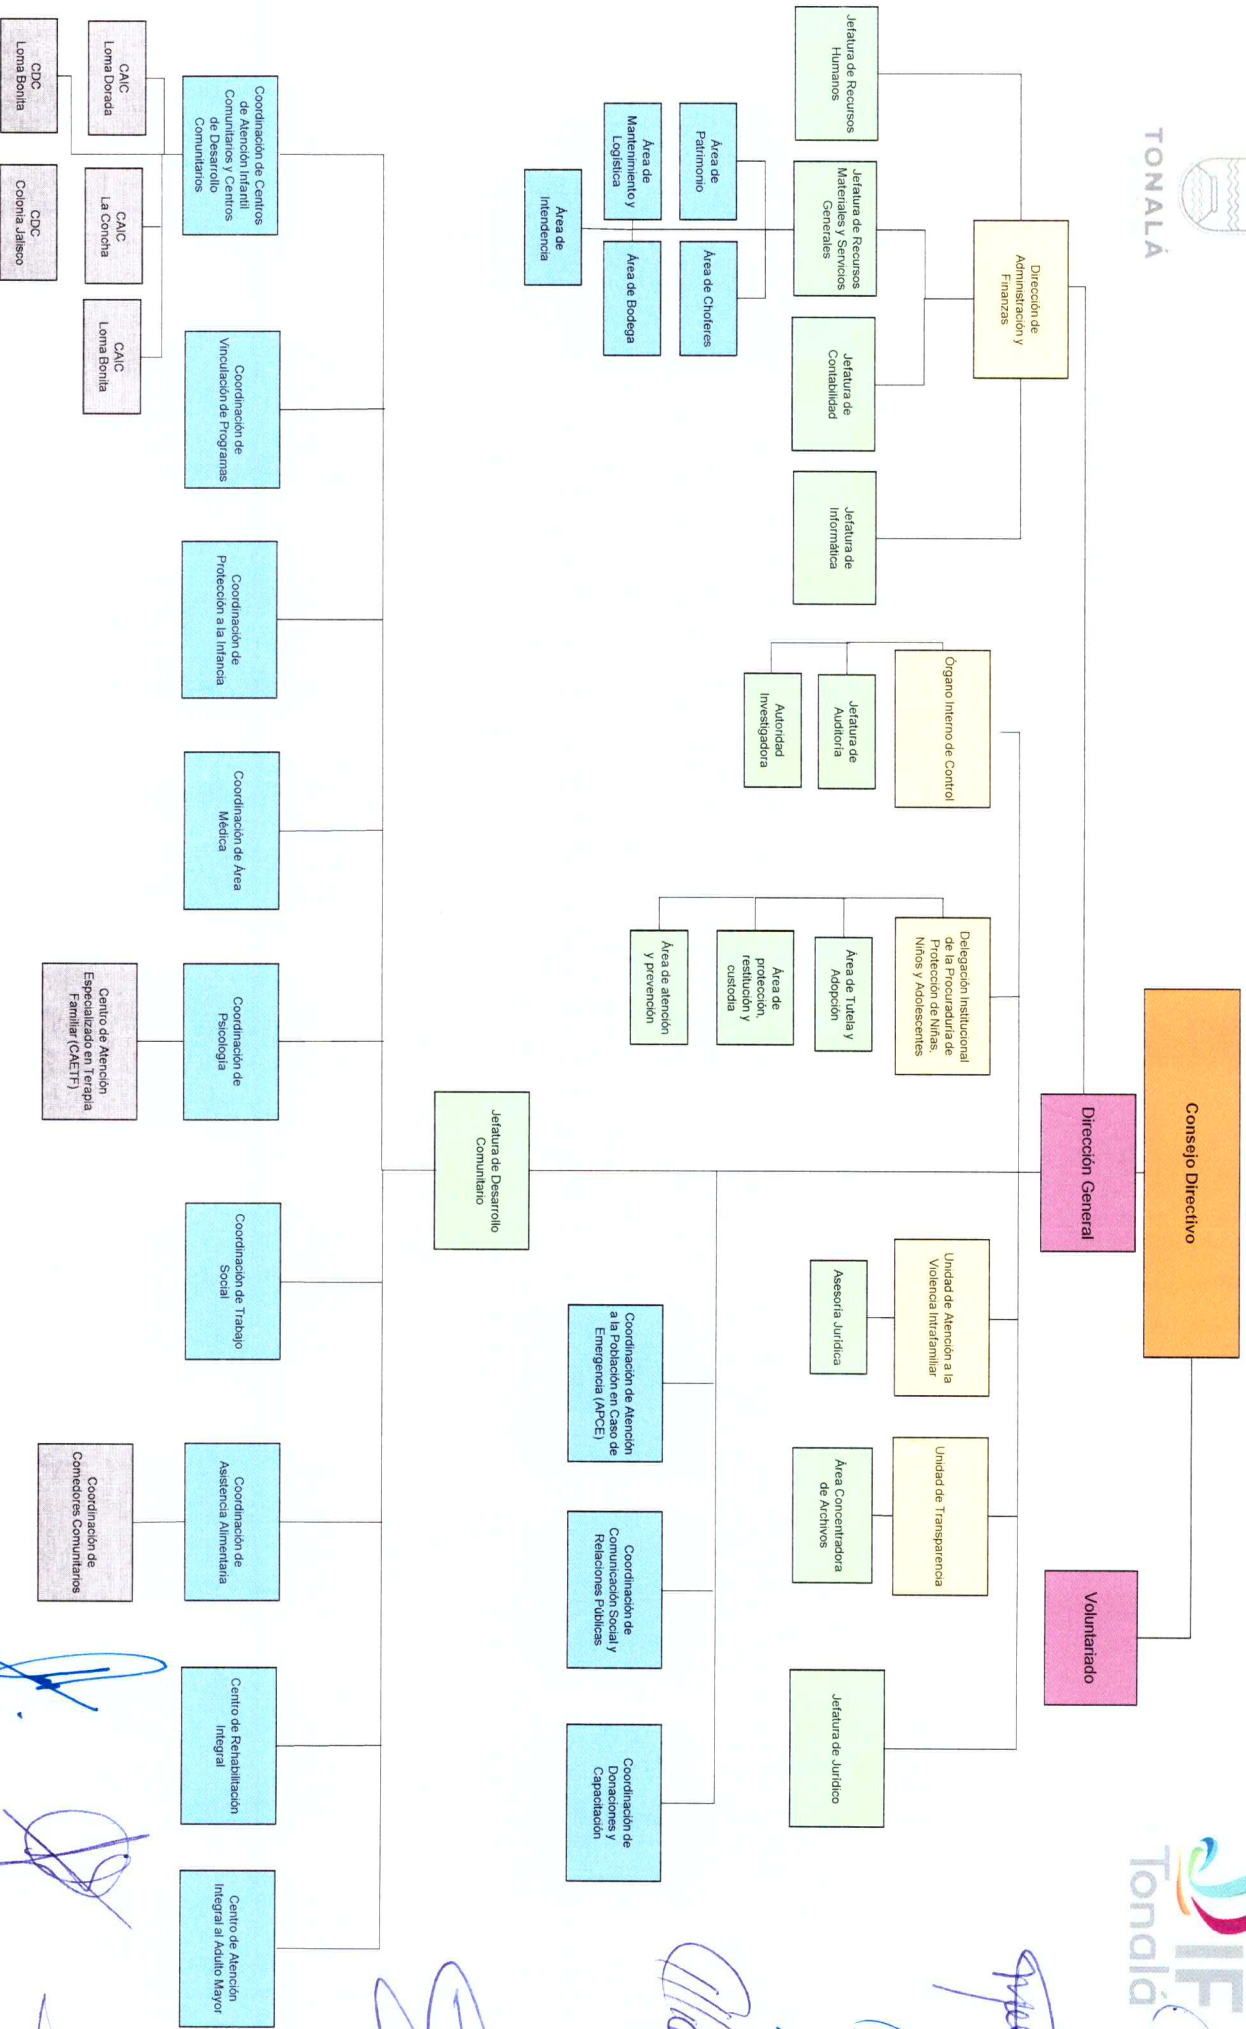 TONALÁ
DIF
Tonalá
Consejo Directivo
Dirección General
Voluntariado
Dirección de
Administración y
Finanzas
Jefatura de Recursos
Humanos
Jefatura de Recursos
Materiales y Servicios
Generales
Jefatura de
Contabilidad
Jefatura de
Informática
Área de
Patrimonio
Área de Choferes
Área de
Mantenimiento y
Logística
Área de Bodega
Área de
Intendencia
Órgano Interno de Control
Jefatura de
Auditoría
Autoridad
Investigadora
Delegación Institucional
de la Procuraduría de
Protección de Niñas,
Niños y Adolescentes
Área de Tutela y
Adopción
Área de
protección,
restitución y
custodia
Área de atención
y prevención
Unidad de Atención a la
Violencia Intrafamiliar
Asesoría Jurídica
Unidad de Transparencia
Área Concentradora
de Archivos
Jefatura de Jurídico
Coordinación de Atención
a la Población en Caso de
Emergencia (APCE)
Coordinación de
Comunicación Social y
Relaciones Públicas
Coordinación de
Donaciones y
Capacitación
Jefatura de Desarrollo
Comunitario
Coordinación de Centros
de Atención Infantil
Comunitarios y Centros
de Desarrollo
Comunitarios
Coordinación de
Vinculación de Programas
Coordinación de
Protección a la Infancia
Coordinación de Área
Médica
Coordinación de
Psicología
Coordinación de Trabajo
Social
Coordinación de
Asistencia Alimentaria
Centro de Rehabilitación
Integral
Centro de Atención
Integral al Adulto Mayor
CAIC
Loma Dorada
CAIC
La Concha
CAIC
Loma Bonita
CDC
Loma Bonita
CDC
Colonia Jalisco
Centro de Atención
Especializado en Terapia
Familiar (CAETF)
Coordinación de
Comedores Comunitarios